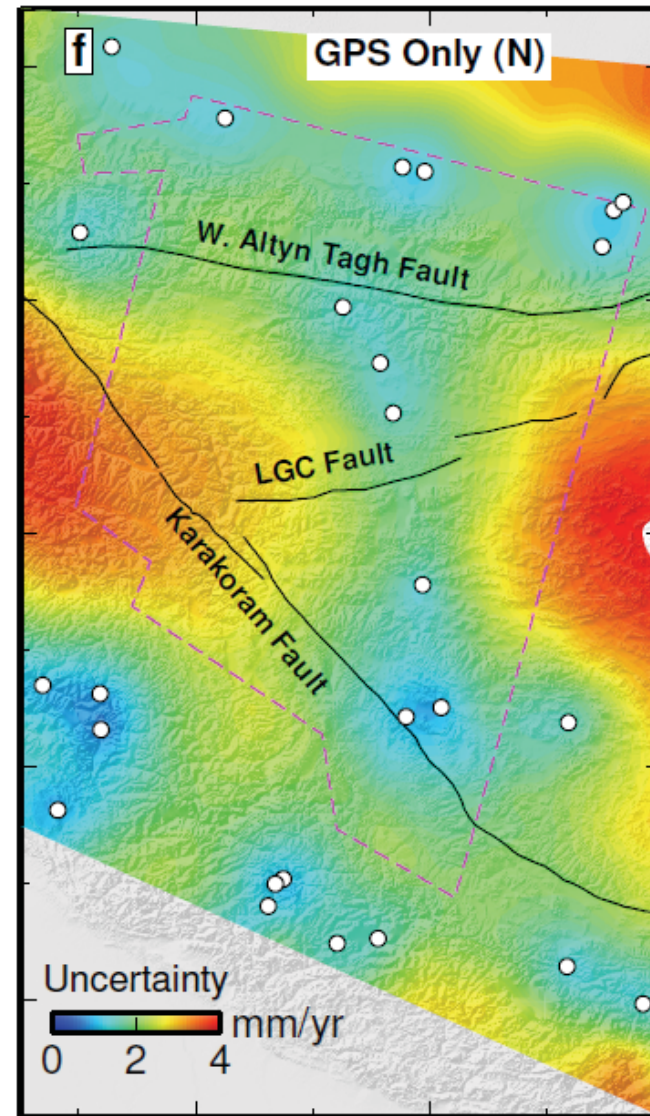 f
GPS Only (N)
W. Altyn Tagh Fault
LGC Fault
Karakoram Fault
Uncertainty
mm/yr
0 2 4